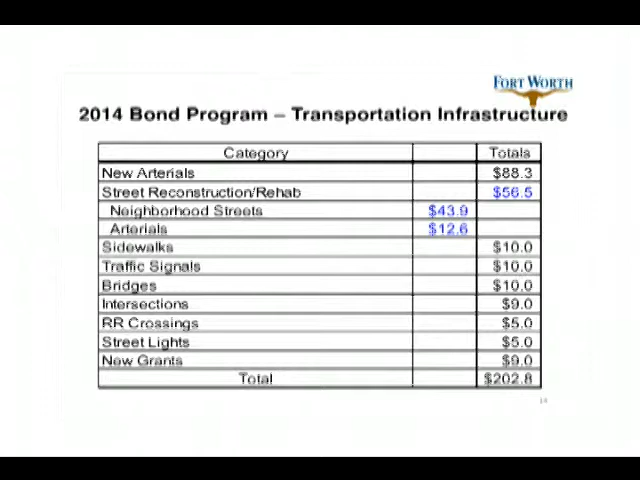 FORT WORTH
2014 Bond Program – Transportation Infrastructure
Category Totals
New Arterials $88.3
Street Reconstruction/Rehab $56.5
Neighborhood Streets $43.9
Arterials $12.6
Sidewalks $10.0
Traffic Signals $10.0
Bridges $10.0
Intersections $9.0
RR Crossings $5.0
Street Lights $5.0
New Grants $9.0
Total $202.8